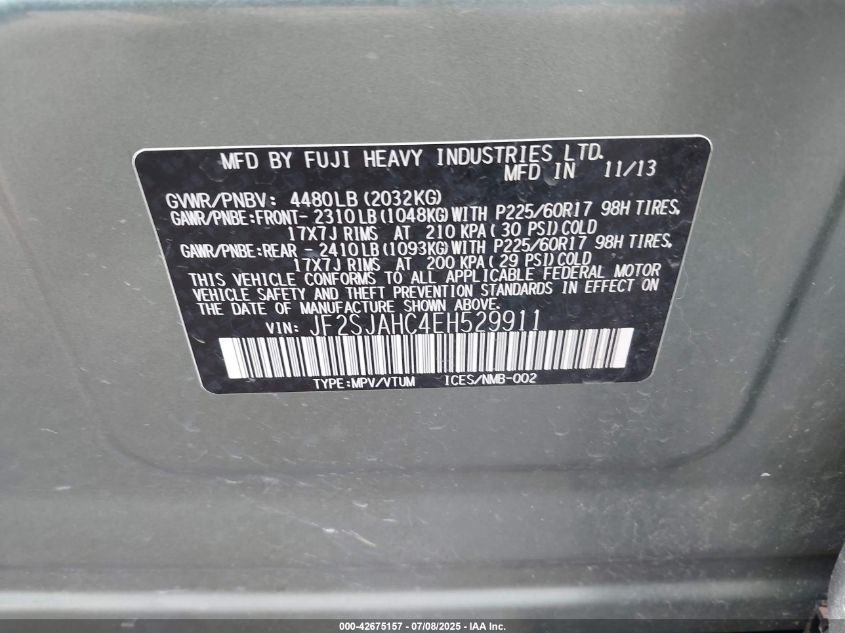 MFD BY FUJI HEAVY INDUSTRIES LTD.
MFD IN 11/13
GVWR/PNBV: 4480LB (2032KG)
GAWR/PNBE:FRONT- 2310 LB (1048KG) WITH P225/60R17 98H TIRES,
17X7J RIMS AT 210 KPA ( 30 PSI) COLD
GAWR/PNBE:REAR - 2410 LB (1093KG) WITH P225/60R17 98H TIRES,
17X7J RIMS AT 200 KPA ( 29 PSI) COLD
THIS VEHICLE CONFORMS TO ALL APPLICABLE FEDERAL MOTOR
VEHICLE SAFETY AND THEFT PREVENTION STANDARDS IN EFFECT ON
THE DATE OF MANUFACTURE SHOWN ABOVE.
VIN: JF2SJAHC4EH529911
TYPE:MPV/VTUM ICES/NMB-002
000-42675157 - 07/08/2025 - IAA Inc.